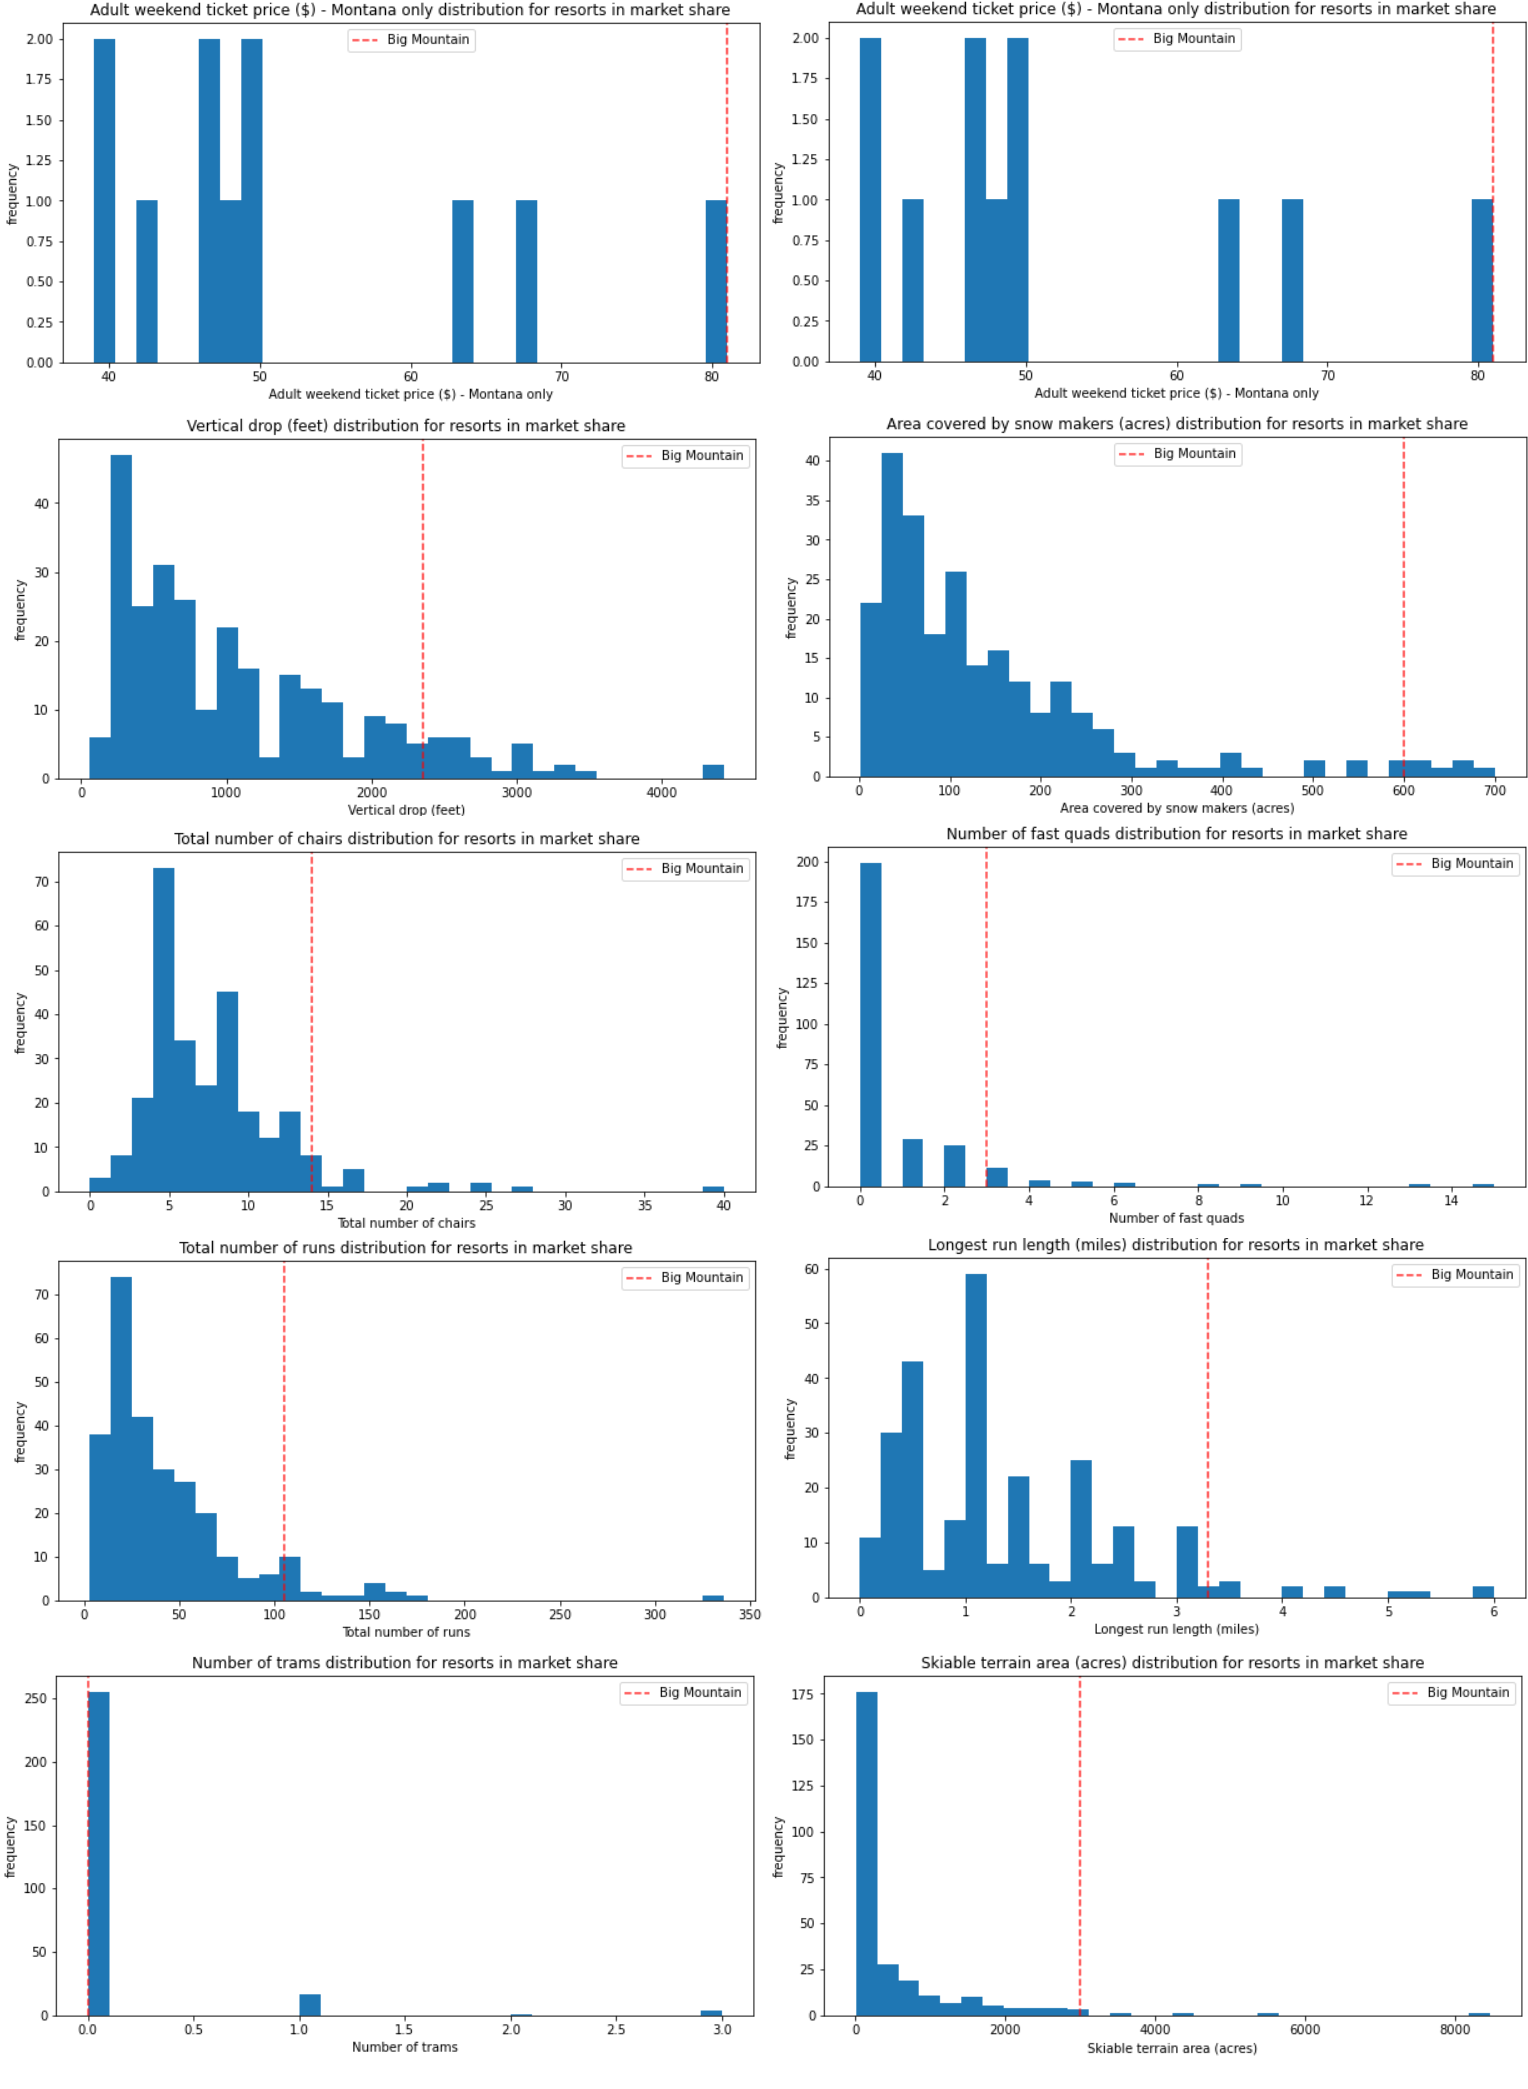 Adult weekend ticket price ($) - Montana only distribution for resorts in market share
Big Mountain
2.00
1.75
1.50
1.25
1.00
0.75
0.50
0.25
0.00
frequency
40 50 60 70 80
Adult weekend ticket price ($) - Montana only
Adult weekend ticket price ($) - Montana only distribution for resorts in market share
Big Mountain
2.00
1.75
1.50
1.25
1.00
0.75
0.50
0.25
0.00
frequency
40 50 60 70 80
Adult weekend ticket price ($) - Montana only
Vertical drop (feet) distribution for resorts in market share
Big Mountain
40
30
20
10
0
frequency
0 1000 2000 3000 4000
Vertical drop (feet)
Area covered by snow makers (acres) distribution for resorts in market share
Big Mountain
40
35
30
25
20
15
10
5
0
frequency
0 100 200 300 400 500 600 700
Area covered by snow makers (acres)
Total number of chairs distribution for resorts in market share
Big Mountain
70
60
50
40
30
20
10
0
frequency
0 5 10 15 20 25 30 35 40
Total number of chairs
Number of fast quads distribution for resorts in market share
Big Mountain
200
175
150
125
100
75
50
25
0
frequency
0 2 4 6 8 10 12 14
Number of fast quads
Total number of runs distribution for resorts in market share
Big Mountain
70
60
50
40
30
20
10
0
frequency
0 50 100 150 200 250 300 350
Total number of runs
Longest run length (miles) distribution for resorts in market share
Big Mountain
60
50
40
30
20
10
0
frequency
0 1 2 3 4 5 6
Longest run length (miles)
Number of trams distribution for resorts in market share
Big Mountain
250
200
150
100
50
0
frequency
0.0 0.5 1.0 1.5 2.0 2.5 3.0
Number of trams
Skiable terrain area (acres) distribution for resorts in market share
Big Mountain
175
150
125
100
75
50
25
0
frequency
0 2000 4000 6000 8000
Skiable terrain area (acres)